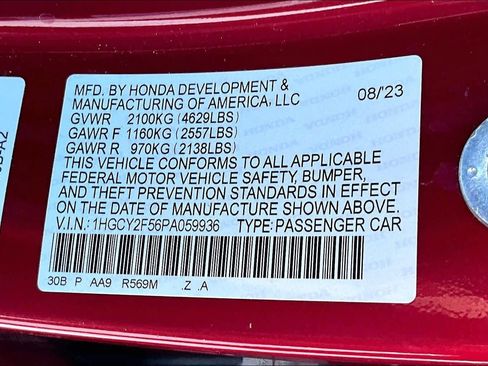 MFD. BY HONDA DEVELOPMENT &
MANUFACTURING OF AMERICA, LLC 08/'23
GVWR 2100KG (4629LBS)
GAWR F 1160KG (2557LBS)
GAWR R 970KG (2138LBS)
THIS VEHICLE CONFORMS TO ALL APPLICABLE
FEDERAL MOTOR VEHICLE SAFETY, BUMPER,
AND THEFT PREVENTION STANDARDS IN EFFECT
ON THE DATE OF MANUFACTURE SHOWN ABOVE.
V.I.N.: 1HGCY2F56PA059936 TYPE:PASSENGER CAR
30B P AA9 R569M .Z .A